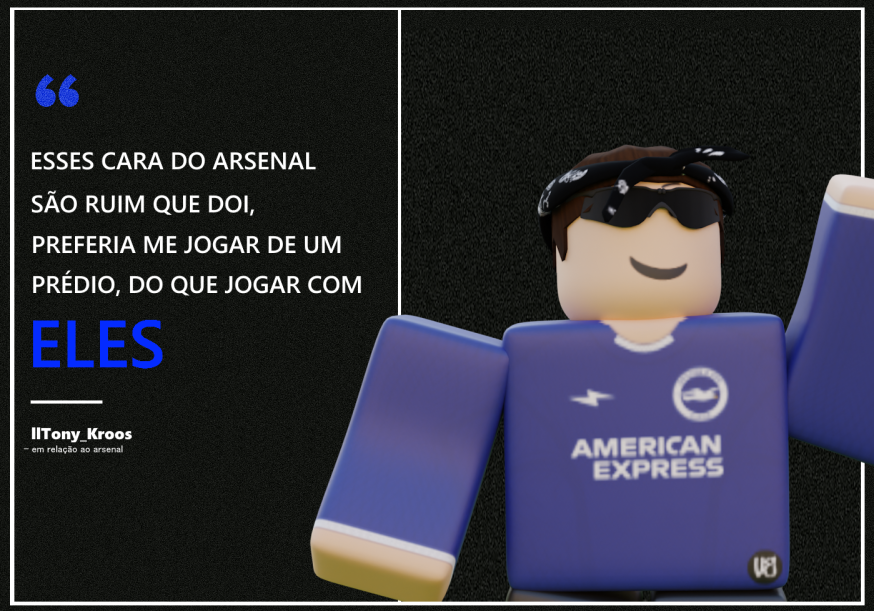 “
ESSES CARA DO ARSENAL
SÃO RUIM QUE DOI,
PREFERIA ME JOGAR DE UM
PRÉDIO, DO QUE JOGAR COM
ELES
llTony_Kroos
– em relação ao arsenal
AMERICAN
EXPRESS